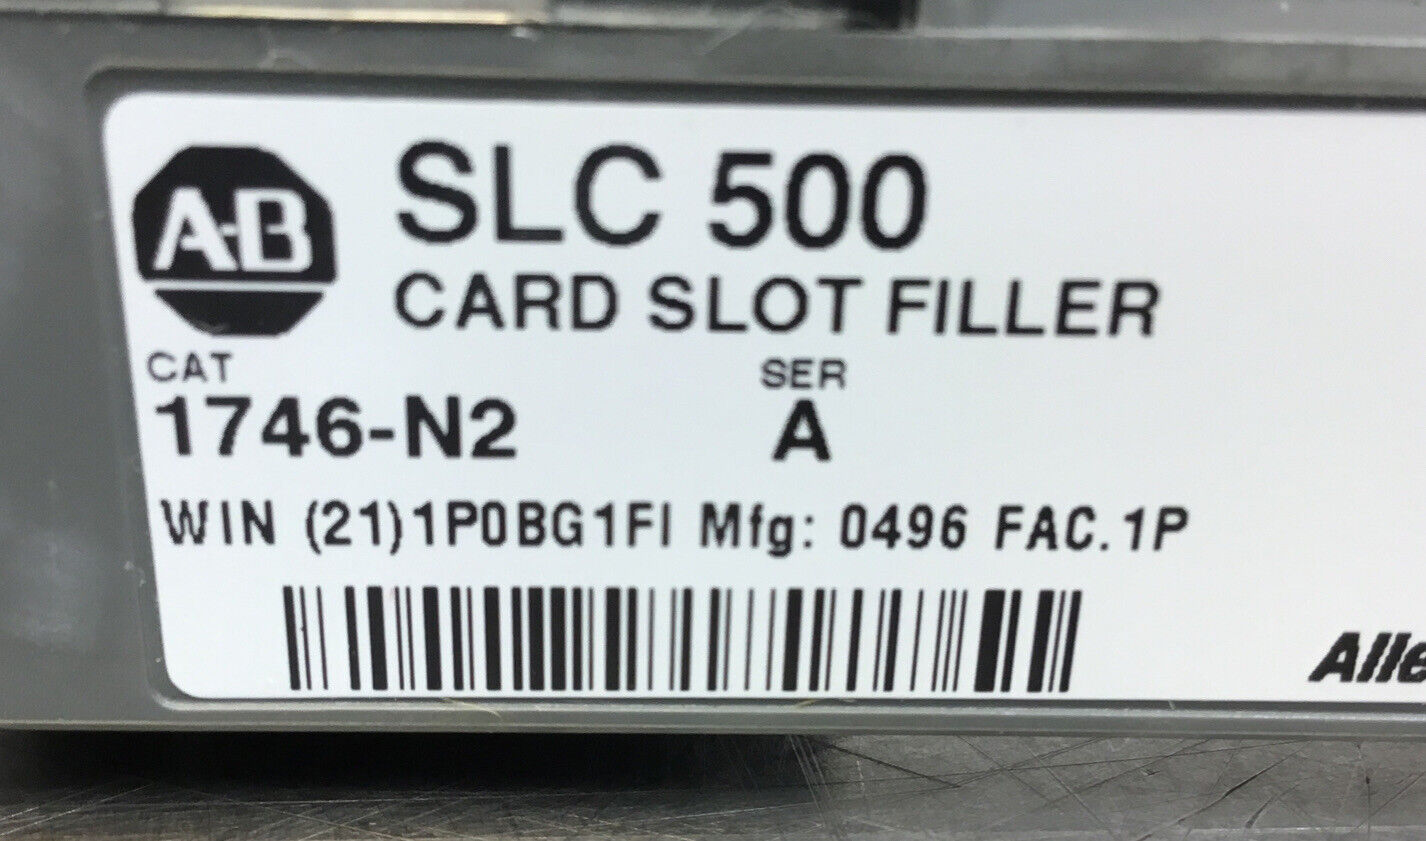 A-B
SLC 500
CARD SLOT FILLER
CAT SER
1746-N2 A
WIN (21)1P0BG1FI Mfg: 0496 FAC.1P
Alle